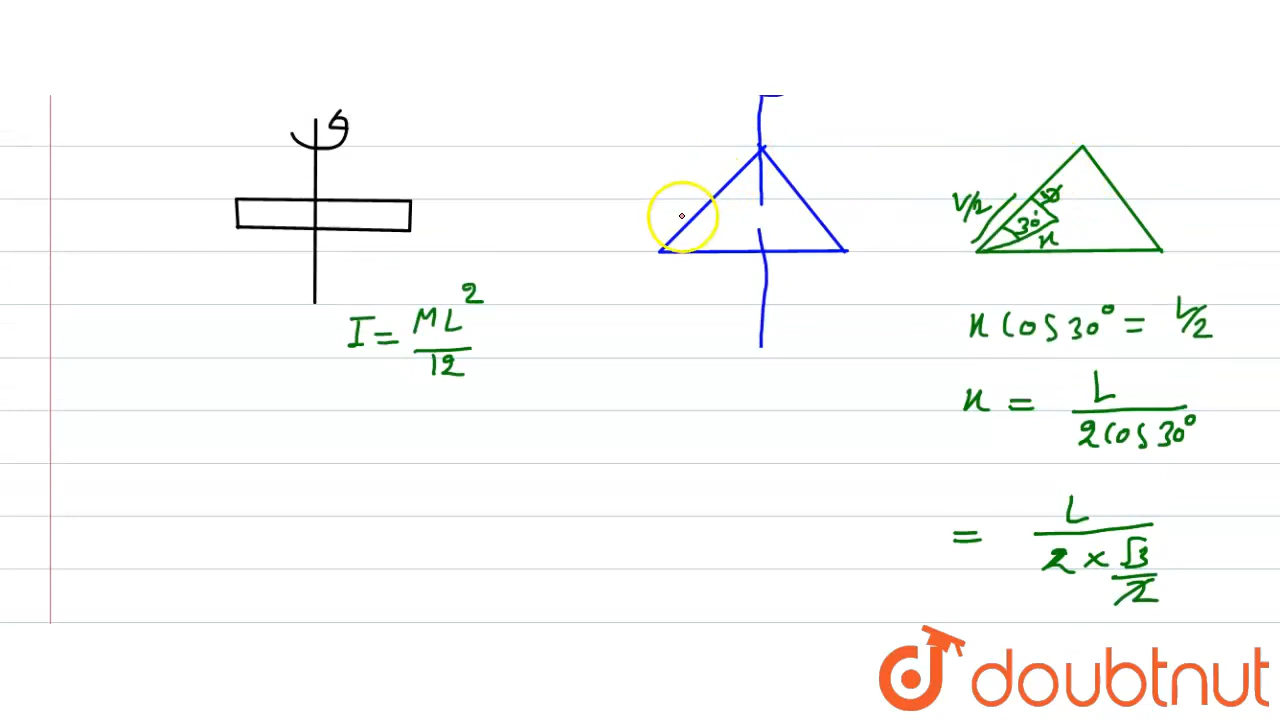 L/2
30°
x
I = ML²/12
x cos 30° = L/2
x = L/2 cos 30°
= L/2 × √3/2
doubtnut